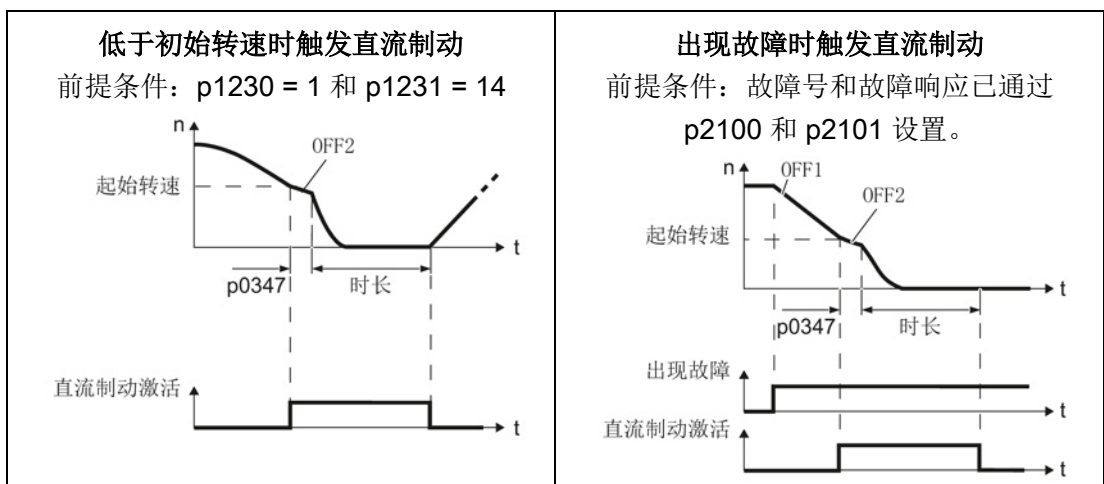 低于初始转速时触发直流制动
前提条件：p1230 = 1 和 p1231 = 14
n
OFF2
起始转速
t
p0347
时长
直流制动激活
t
出现故障时触发直流制动
前提条件：故障号和故障响应已通过
p2100 和 p2101 设置。
n
OFF1
OFF2
起始转速
t
p0347
时长
出现故障
t
直流制动激活
t